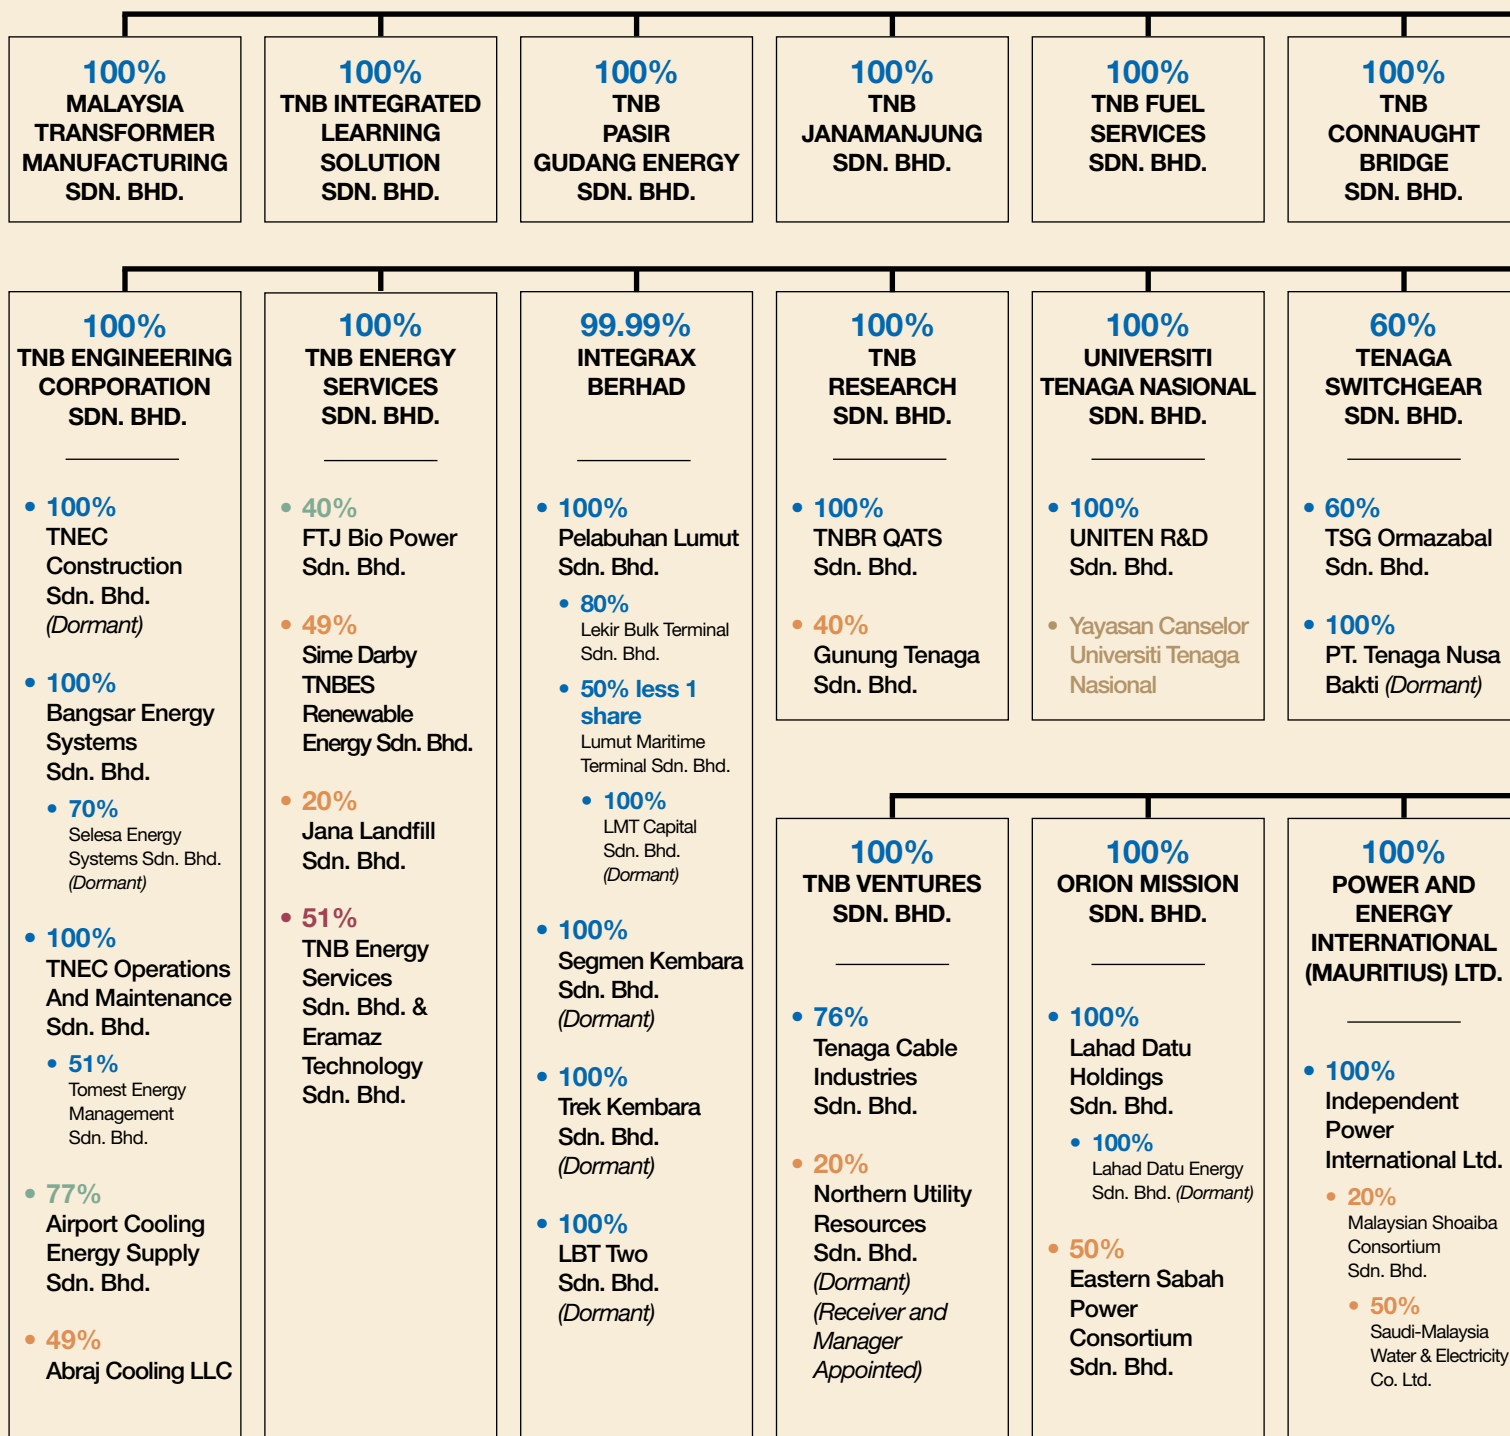 100%
MALAYSIA
TRANSFORMER
MANUFACTURING
SDN. BHD.
100%
TNB INTEGRATED
LEARNING
SOLUTION
SDN. BHD.
100%
TNB
PASIR
GUDANG ENERGY
SDN. BHD.
100%
TNB
JANAMANJUNG
SDN. BHD.
100%
TNB FUEL
SERVICES
SDN. BHD.
100%
TNB
CONNAUGHT
BRIDGE
SDN. BHD.
100%
TNB ENGINEERING
CORPORATION
SDN. BHD.
• 100%
TNEC
Construction
Sdn. Bhd.
(Dormant)
• 100%
Bangsar Energy
Systems
Sdn. Bhd.
• 70%
Selesa Energy
Systems Sdn. Bhd.
(Dormant)
• 100%
TNEC Operations
And Maintenance
Sdn. Bhd.
• 51%
Tomest Energy
Management
Sdn. Bhd.
• 77%
Airport Cooling
Energy Supply
Sdn. Bhd.
• 49%
Abraj Cooling LLC
100%
TNB ENERGY
SERVICES
SDN. BHD.
• 40%
FTJ Bio Power
Sdn. Bhd.
• 49%
Sime Darby
TNBES
Renewable
Energy Sdn. Bhd.
• 20%
Jana Landfill
Sdn. Bhd.
• 51%
TNB Energy
Services
Sdn. Bhd. &
Eramaz
Technology
Sdn. Bhd.
99.99%
INTEGRAX
BERHAD
• 100%
Pelabuhan Lumut
Sdn. Bhd.
• 80%
Lekir Bulk Terminal
Sdn. Bhd.
• 50% less 1
share
Lumut Maritime
Terminal Sdn. Bhd.
• 100%
LMT Capital
Sdn. Bhd.
(Dormant)
• 100%
Segmen Kembara
Sdn. Bhd.
(Dormant)
• 100%
Trek Kembara
Sdn. Bhd.
(Dormant)
• 100%
LBT Two
Sdn. Bhd.
(Dormant)
100%
TNB
RESEARCH
SDN. BHD.
• 100%
TNBR QATS
Sdn. Bhd.
• 40%
Gunung Tenaga
Sdn. Bhd.
100%
UNIVERSITI
TENAGA NASIONAL
SDN. BHD.
• 100%
UNITEN R&D
Sdn. Bhd.
• Yayasan Canselor
Universiti Tenaga
Nasional
60%
TENAGA
SWITCHGEAR
SDN. BHD.
• 60%
TSG Ormazabal
Sdn. Bhd.
• 100%
PT. Tenaga Nusa
Bakti (Dormant)
100%
TNB VENTURES
SDN. BHD.
• 76%
Tenaga Cable
Industries
Sdn. Bhd.
• 20%
Northern Utility
Resources
Sdn. Bhd.
(Dormant)
(Receiver and
Manager
Appointed)
100%
ORION MISSION
SDN. BHD.
• 100%
Lahad Datu
Holdings
Sdn. Bhd.
• 100%
Lahad Datu Energy
Sdn. Bhd. (Dormant)
• 50%
Eastern Sabah
Power
Consortium
Sdn. Bhd.
100%
POWER AND
ENERGY
INTERNATIONAL
(MAURITIUS) LTD.
• 100%
Independent
Power
International Ltd.
• 20%
Malaysian Shoaiba
Consortium
Sdn. Bhd.
• 50%
Saudi-Malaysia
Water & Electricity
Co. Ltd.